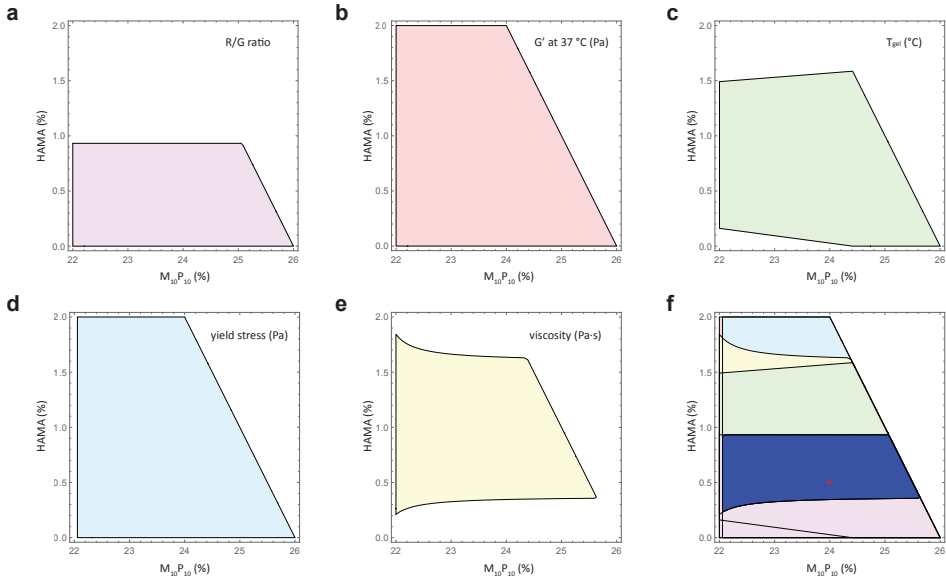 a
R/G ratio
2.0
1.5
1.0
0.5
0.0
HAMA (%)
22 23 24 25 26
M₁₀P₁₀ (%)
b
G′ at 37 °C (Pa)
2.0
1.5
1.0
0.5
0.0
HAMA (%)
22 23 24 25 26
M₁₀P₁₀ (%)
c
T_gel (°C)
2.0
1.5
1.0
0.5
0.0
HAMA (%)
22 23 24 25 26
M₁₀P₁₀ (%)
d
yield stress (Pa)
2.0
1.5
1.0
0.5
0.0
HAMA (%)
22 23 24 25 26
M₁₀P₁₀ (%)
e
viscosity (Pa·s)
2.0
1.5
1.0
0.5
0.0
HAMA (%)
22 23 24 25 26
M₁₀P₁₀ (%)
f
2.0
1.5
1.0
0.5
0.0
HAMA (%)
22 23 24 25 26
M₁₀P₁₀ (%)